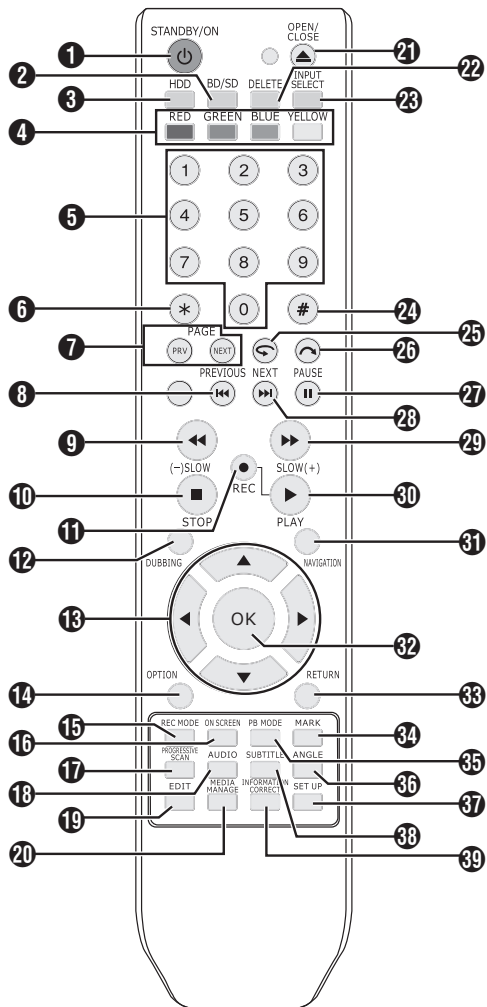 STANDBY/ON
OPEN/
CLOSE
1
21
2
HDD
BD/SD
DELETE
INPUT
SELECT
22
3
23
4
RED
GREEN
BLUE
YELLOW
1
2
3
5
4
5
6
7
8
9
6
*
0
#
24
7
PAGE
PRV
NEXT
25
26
8
PREVIOUS
NEXT
PAUSE
27
28
9
29
(–)SLOW
SLOW(+)
10
11
REC
30
STOP
PLAY
12
DUBBING
NAVIGATION
31
13
OK
32
14
OPTION
RETURN
33
15
REC MODE
ON SCREEN
PB MODE
MARK
34
16
35
17
PROGRESSIVE
SCAN
AUDIO
SUBTITLE
ANGLE
36
18
19
EDIT
MEDIA
MANAGE
INFORMATION
CORRECT
SET UP
37
38
20
39